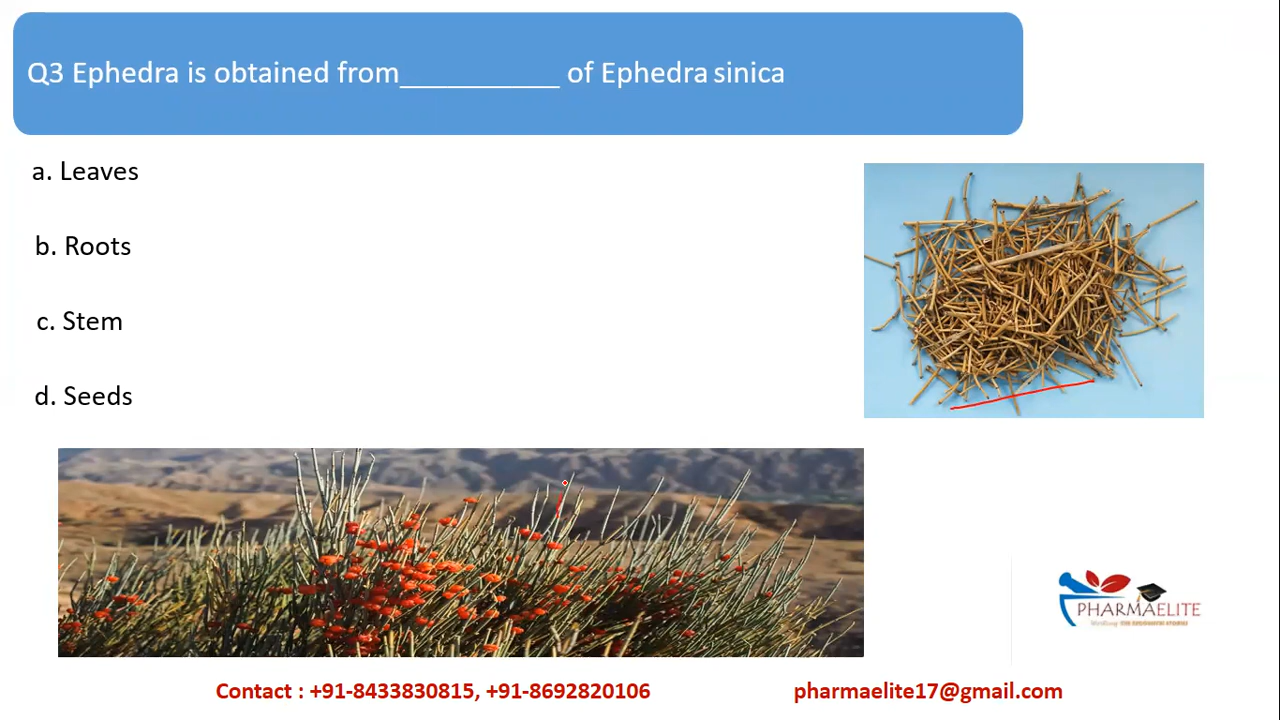 Q3 Ephedra is obtained from__________ of Ephedra sinica
a. Leaves
b. Roots
c. Stem
d. Seeds
PHARMAELITE
Contact : +91-8433830815, +91-8692820106
pharmaelite17@gmail.com